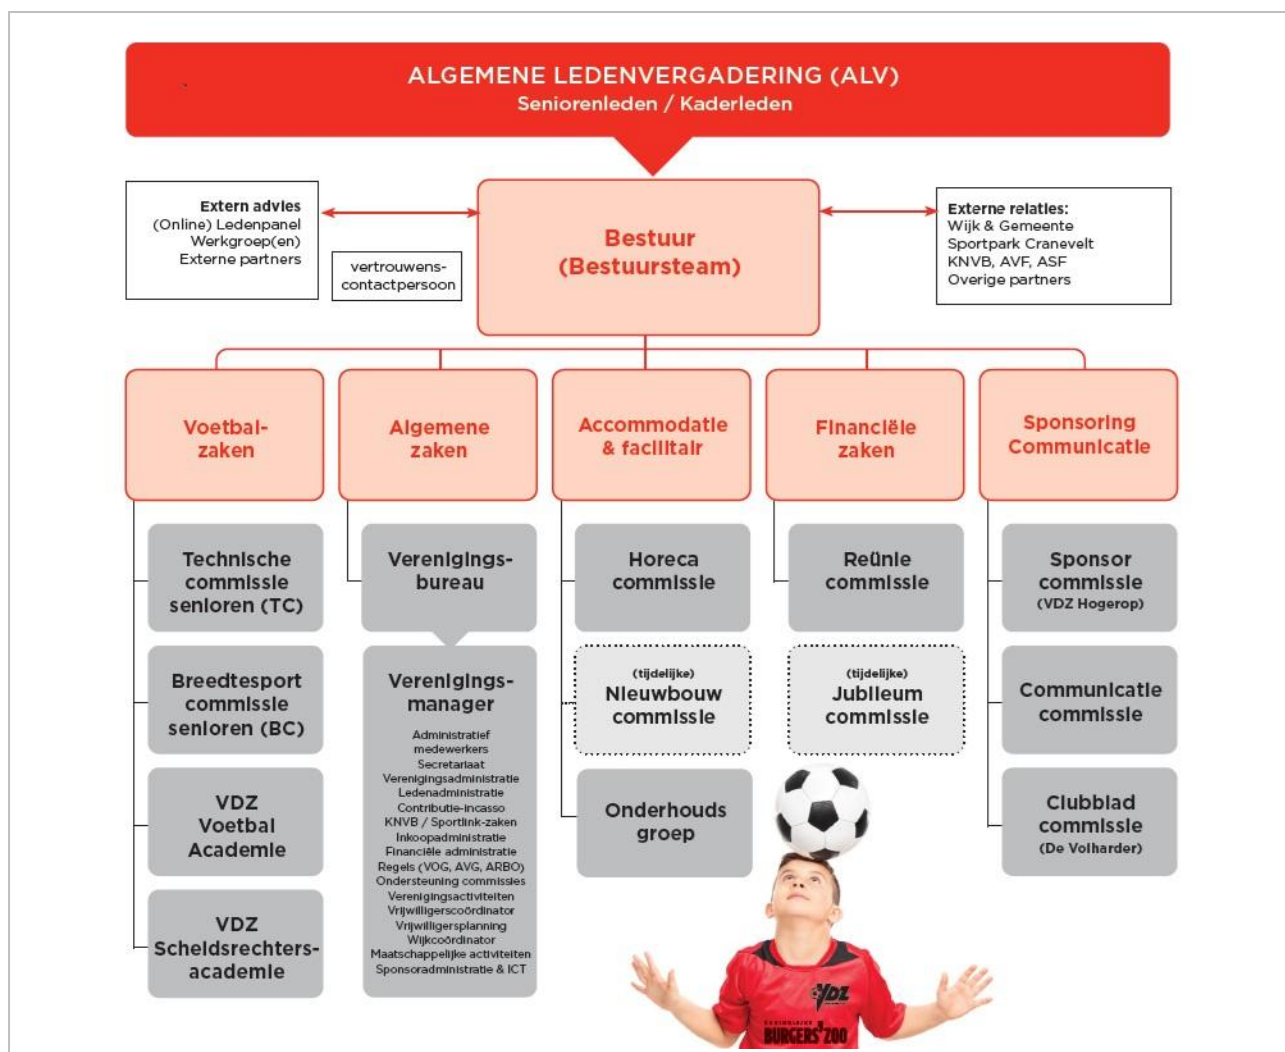 ALGEMENE LEDENVERGADERING (ALV)
Seniorenleden / Kaderleden
Extern advies
(Online) Ledenpanel
Werkgroep(en)
Externe partners
vertrouwens-
contactpersoon
Bestuur
(Bestuursteam)
Externe relaties:
Wijk & Gemeente
Sportpark Cranevelt
KNVB, AVF, ASF
Overige partners
Voetbal-
zaken
Algemene
zaken
Accommodatie
& facilitair
Financiële
zaken
Sponsoring
Communicatie
Technische
commissie
senioren (TC)
Breedtesport
commissie
senioren (BC)
VDZ
Voetbal
Academie
VDZ
Scheidsrechters-
academie
Verenigings-
bureau
Verenigings-
manager
Administratief
medewerkers
Secretariaat
Verenigingsadministratie
Ledenadministratie
Contributie-incasso
KNVB / Sportlink-zaken
Inkoopadministratie
Financiële administratie
Regels (VOG, AVG, ARBO)
Ondersteuning commissies
Verenigingsactiviteiten
Vrijwilligerscoördinator
Vrijwilligersplanning
Wijkcoördinator
Maatschappelijke activiteiten
Sponsoradministratie & ICT
Horeca
commissie
(tijdelijke)
Nieuwbouw
commissie
Onderhouds
groep
Reünie
commissie
(tijdelijke)
Jubileum
commissie
Sponsor
commissie
(VDZ Hogerop)
Communicatie
commissie
Clubblad
commissie
(De Volharder)
VDZ
BURGERS' ZOO